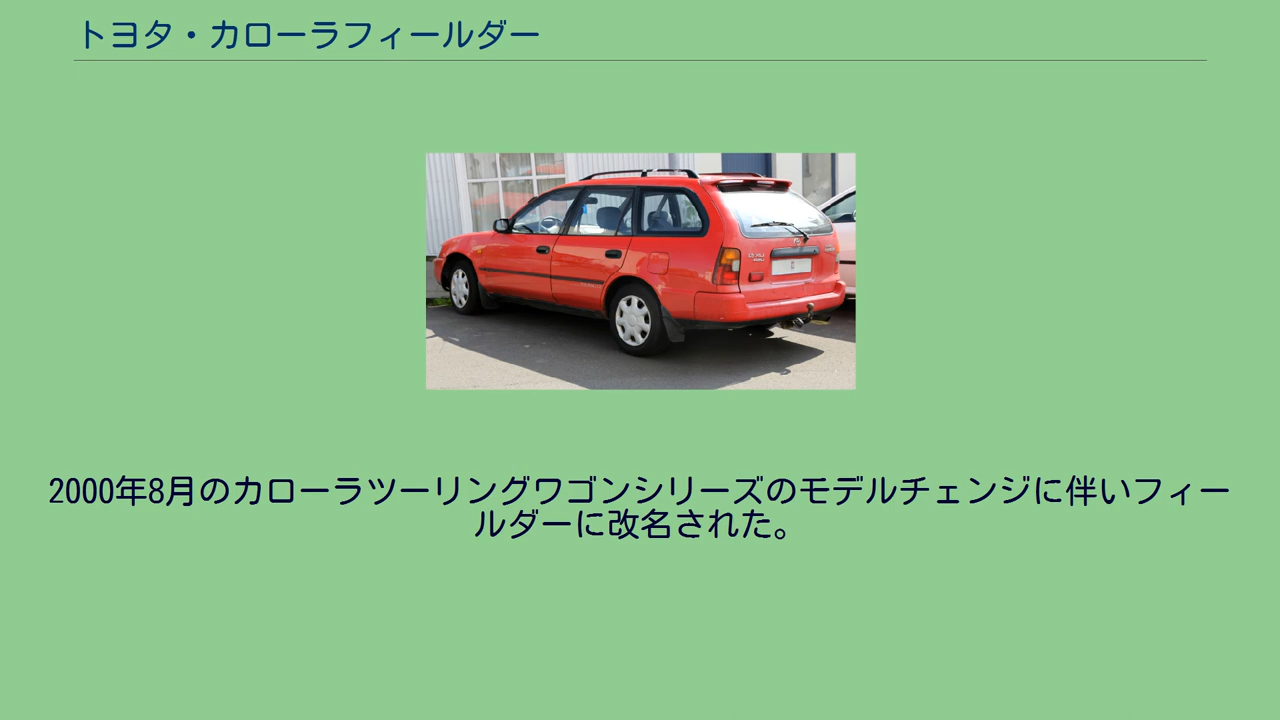 トヨタ・カローラフィールダー
2000年8月のカローラツーリングワゴンシリーズのモデルチェンジに伴いフィー
ルダーに改名された。